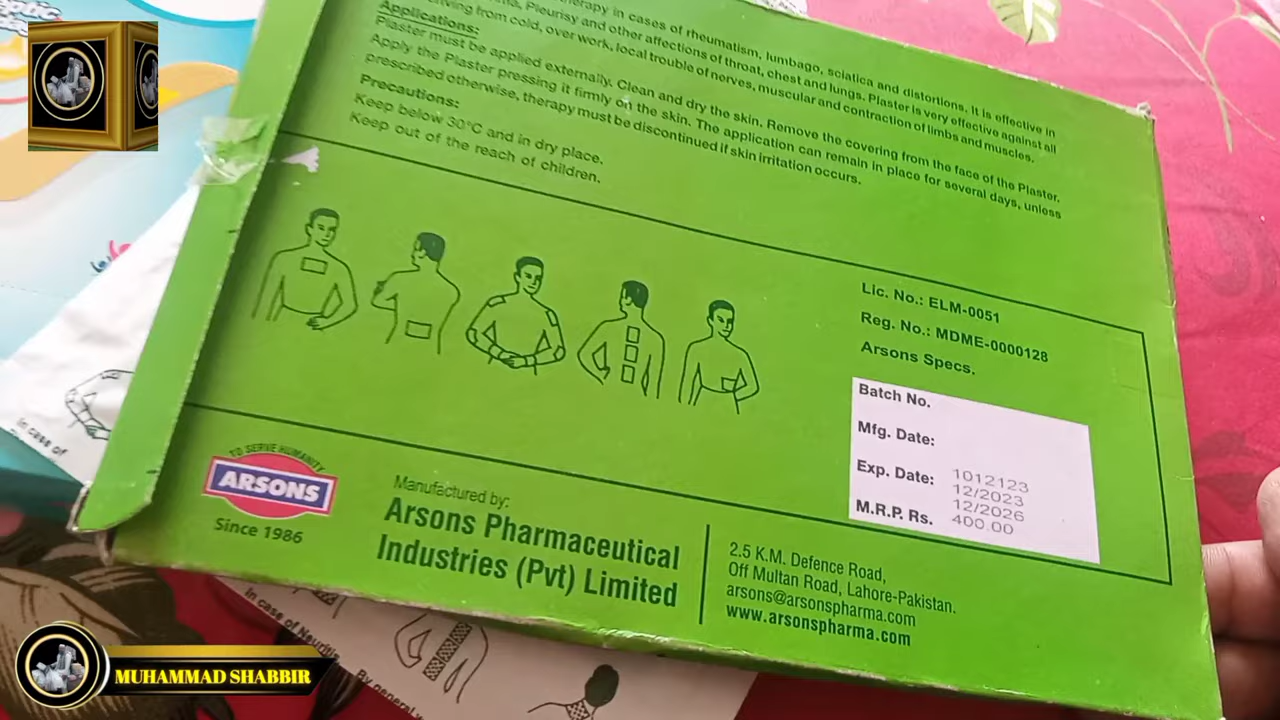 therapy in cases of rheumatism, lumbago, sciatica and distortions. It is effective in
Pleurisy and other affections of throat, chest and lungs. Plaster is very effective against all
from cold, over work, local trouble of nerves, muscular and contraction of limbs and muscles.
Applications:
Plaster must be applied externally. Clean and dry the skin. Remove the covering from the face of the Plaster.
Apply the Plaster pressing it firmly on the skin. The application can remain in place for several days, unless
prescribed otherwise, therapy must be discontinued if skin irritation occurs.
Precautions:
Keep below 30°C and in dry place.
Keep out of the reach of children.
Lic. No.: ELM-0051
Reg. No.: MDME-0000128
Arsons Specs.
Batch No. 1012123
Mfg. Date: 12/2023
Exp. Date: 12/2026
M.R.P. Rs. 400.00
TO SERVE HUMANITY
ARSONS
Since 1986
Manufactured by:
Arsons Pharmaceutical
Industries (Pvt) Limited
2.5 K.M. Defence Road,
Off Multan Road, Lahore-Pakistan.
arsons@arsonspharma.com
www.arsonspharma.com
In case of
In case of
By general
MUHAMMAD SHABBIR